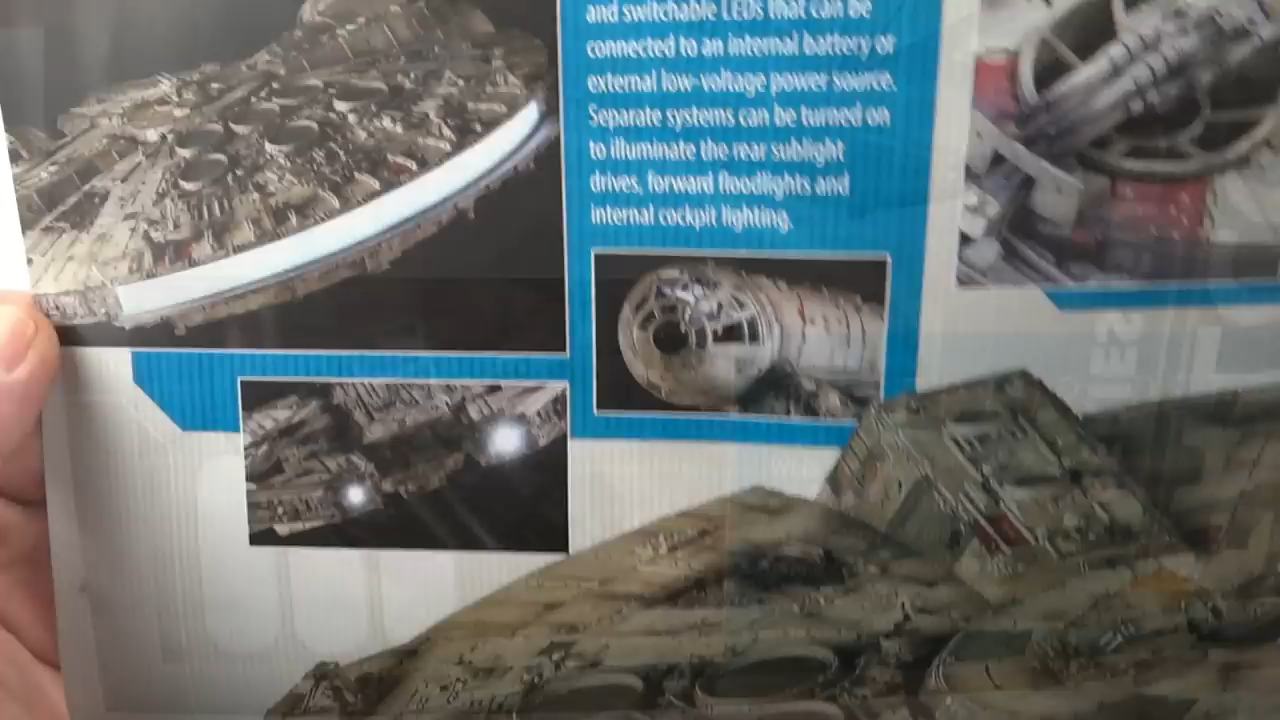 and switchable LEDs that can be
connected to an internal battery or
external low-voltage power source.
Separate systems can be turned on
to illuminate the rear sublight
drives, forward floodlights and
internal cockpit lighting.